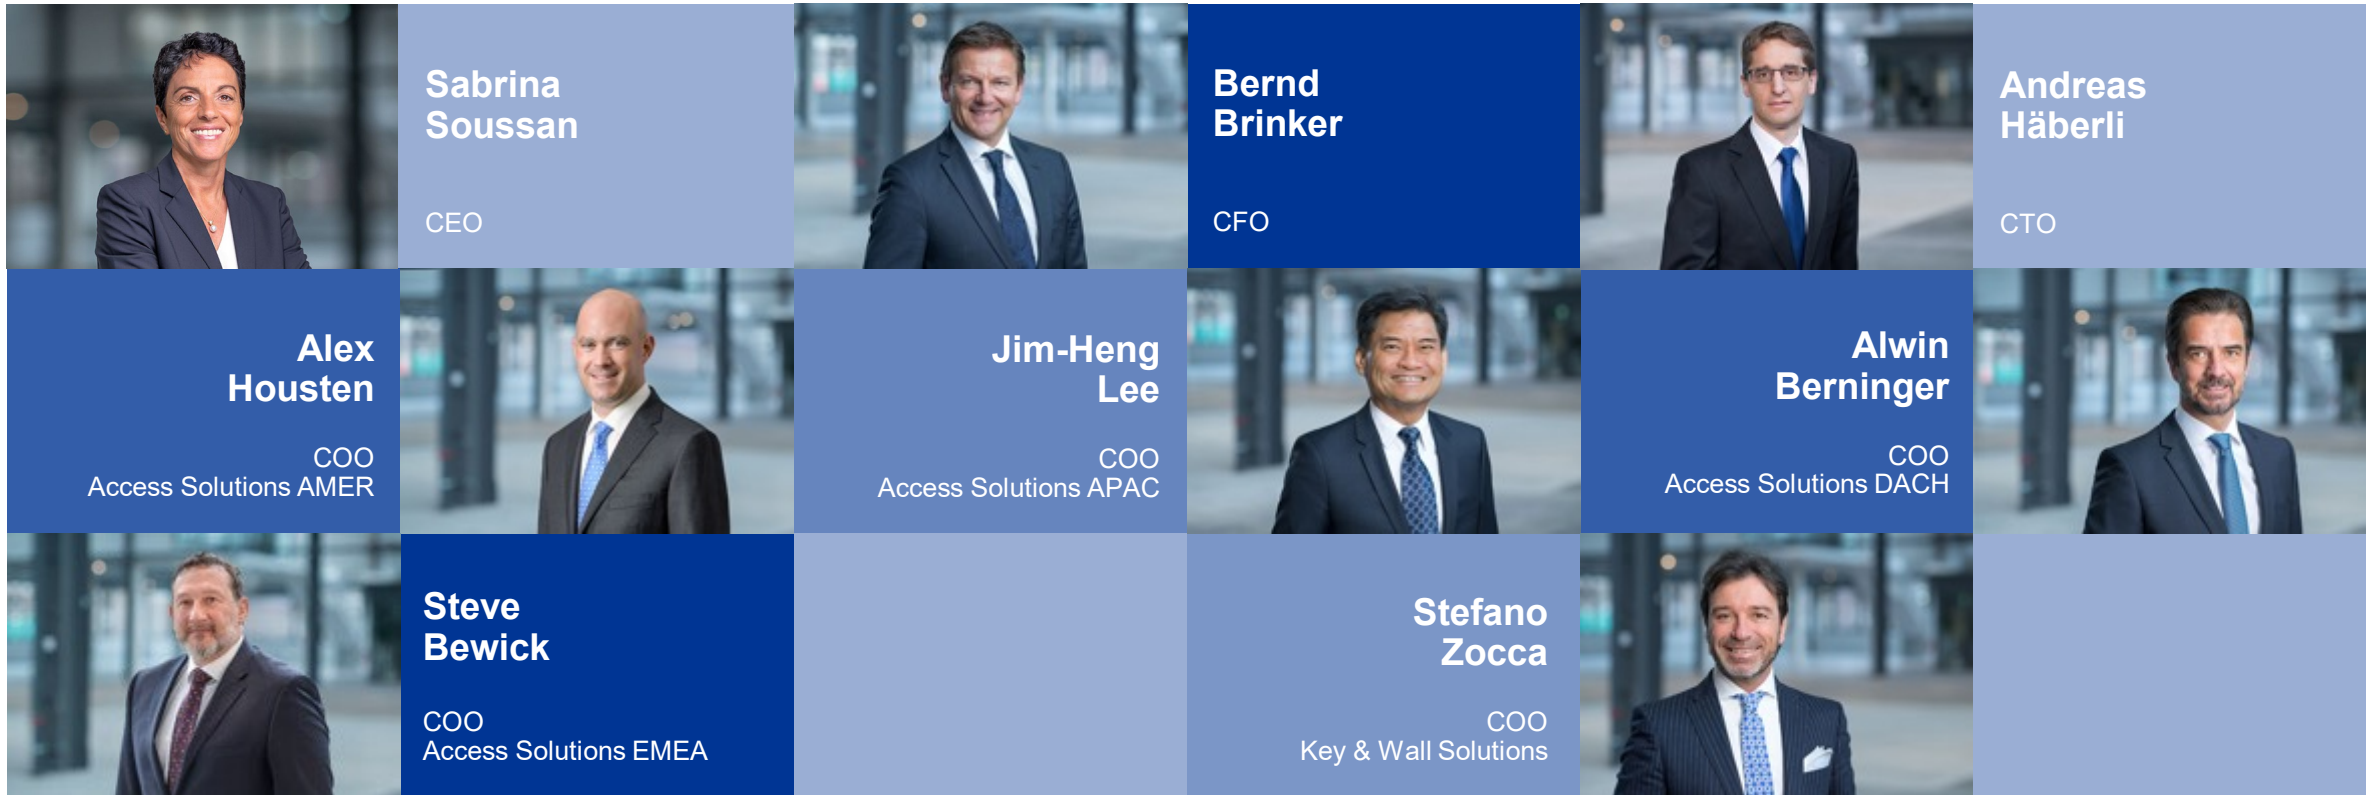 Sabrina
Soussan
CEO
Bernd
Brinker
CFO
Andreas
Häberli
CTO
Alex
Housten
COO
Access Solutions AMER
Jim-Heng
Lee
COO
Access Solutions APAC
Alwin
Berninger
COO
Access Solutions DACH
Steve
Bewick
COO
Access Solutions EMEA
Stefano
Zocca
COO
Key & Wall Solutions